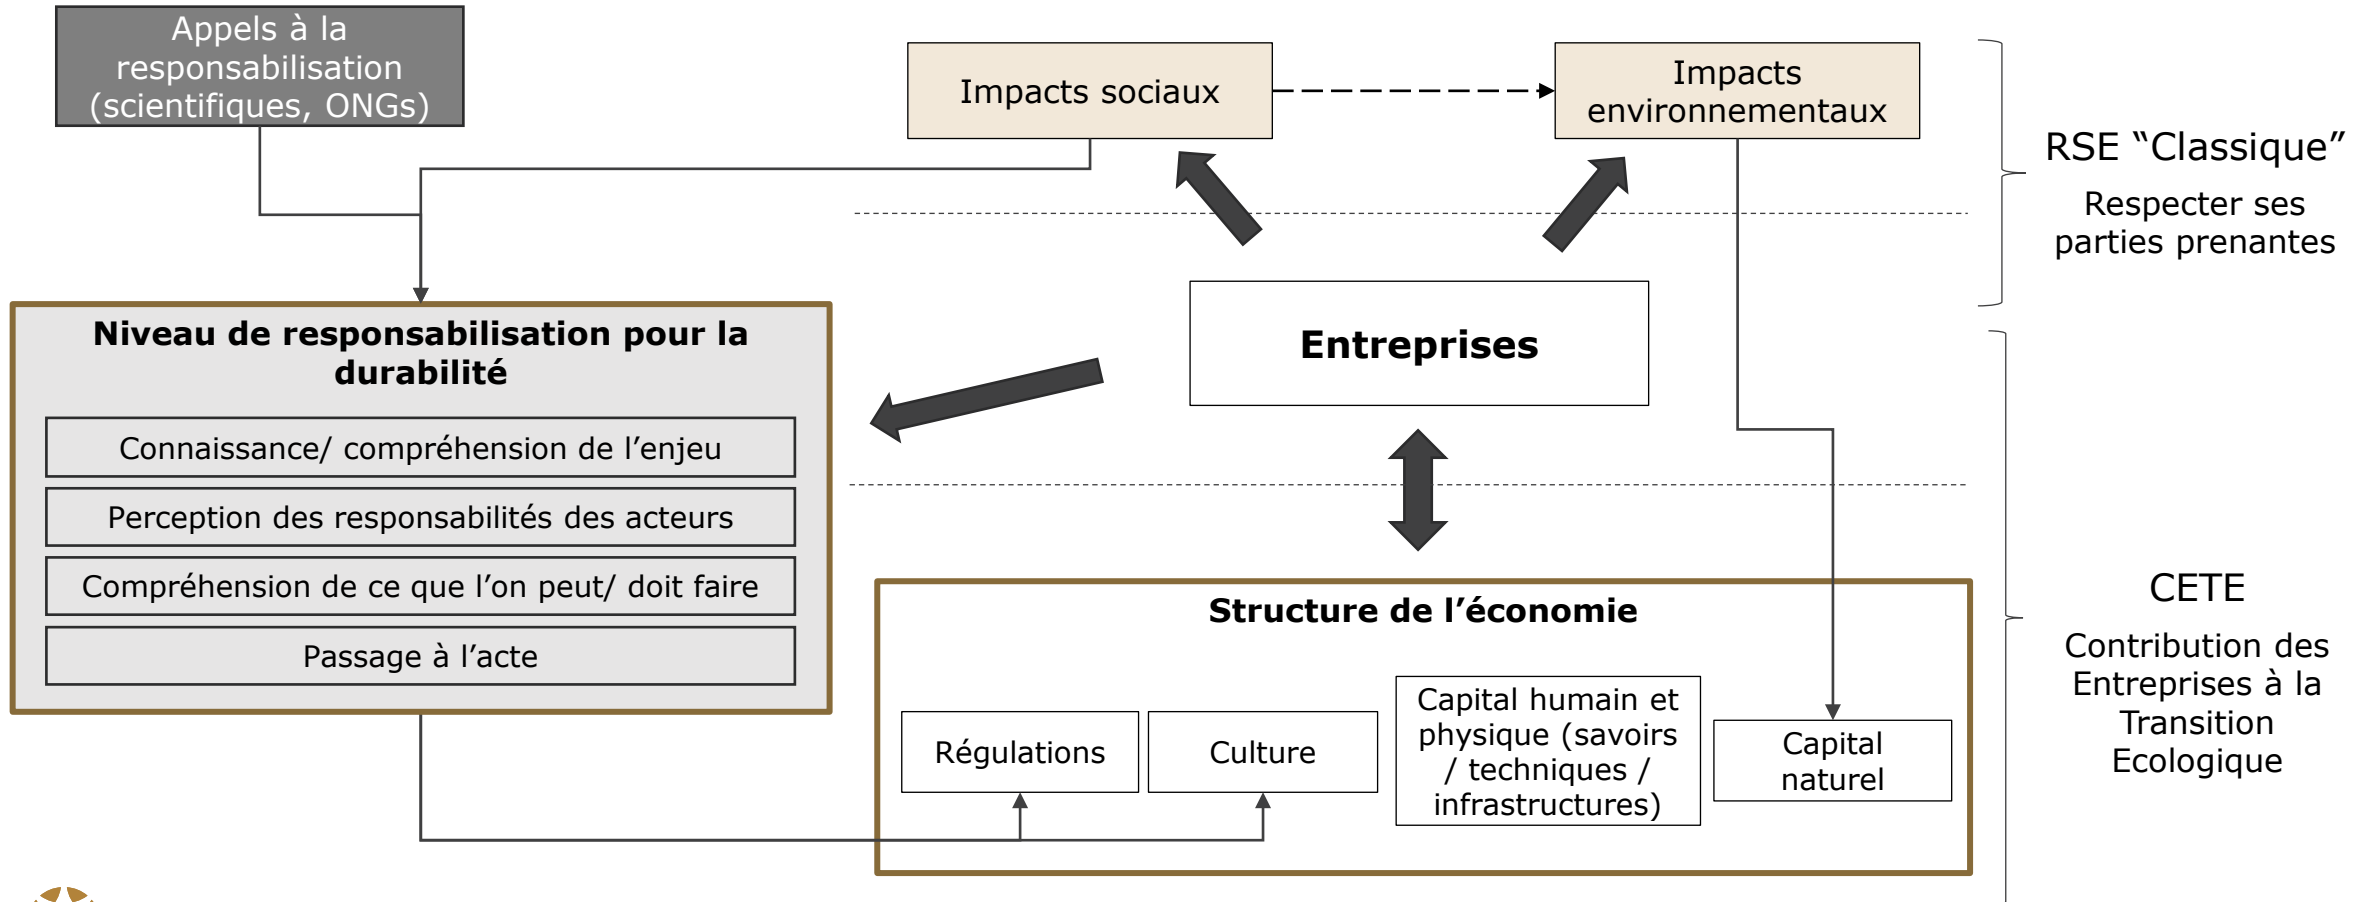 Appels à la
responsabilisation
(scientifiques, ONGs)
Impacts sociaux
Impacts
environnementaux
RSE “Classique”
Respecter ses
parties prenantes
Entreprises
Niveau de responsabilisation pour la
durabilité
Connaissance/ compréhension de l’enjeu
Perception des responsabilités des acteurs
Compréhension de ce que l’on peut/ doit faire
Passage à l’acte
Structure de l’économie
Régulations
Culture
Capital humain et
physique (savoirs
/ techniques /
infrastructures)
Capital
naturel
CETE
Contribution des
Entreprises à la
Transition
Ecologique